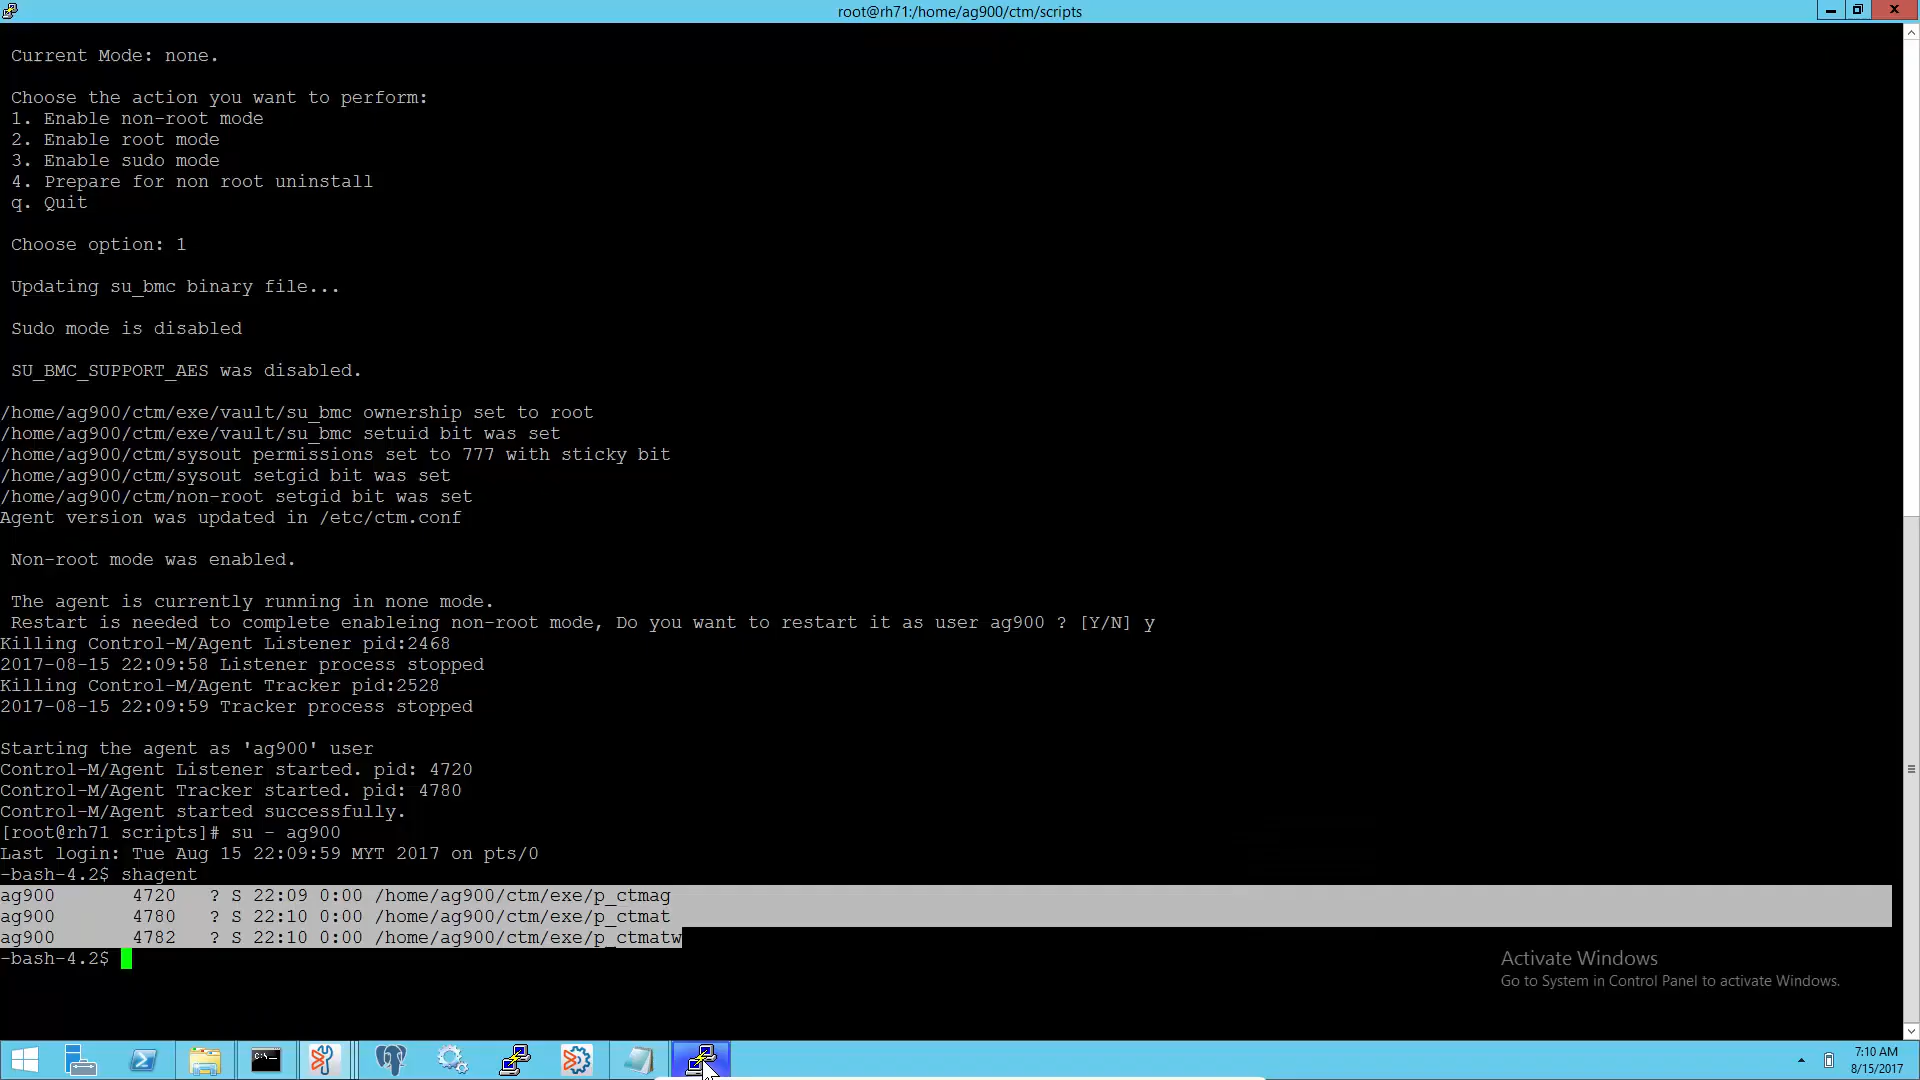 root@rh71:/home/ag900/ctm/scripts
Current Mode: none.
Choose the action you want to perform:
1. Enable non-root mode
2. Enable root mode
3. Enable sudo mode
4. Prepare for non root uninstall
q. Quit
Choose option: 1
Updating su_bmc binary file...
Sudo mode is disabled
SU_BMC_SUPPORT_AES was disabled.
/home/ag900/ctm/exe/vault/su_bmc ownership set to root
/home/ag900/ctm/exe/vault/su_bmc setuid bit was set
/home/ag900/ctm/sysout permissions set to 777 with sticky bit
/home/ag900/ctm/sysout setgid bit was set
/home/ag900/ctm/non-root setgid bit was set
Agent version was updated in /etc/ctm.conf
Non-root mode was enabled.
The agent is currently running in none mode.
Restart is needed to complete enableing non-root mode, Do you want to restart it as user ag900 ? [Y/N] y
Killing Control-M/Agent Listener pid:2468
2017-08-15 22:09:58 Listener process stopped
Killing Control-M/Agent Tracker pid:2528
2017-08-15 22:09:59 Tracker process stopped
Starting the agent as 'ag900' user
Control-M/Agent Listener started. pid: 4720
Control-M/Agent Tracker started. pid: 4780
Control-M/Agent started successfully.
[root@rh71 scripts]# su - ag900
Last login: Tue Aug 15 22:09:59 MYT 2017 on pts/0
-bash-4.2$ shagent
ag900 4720 ? S 22:09 0:00 /home/ag900/ctm/exe/p_ctmag
ag900 4780 ? S 22:10 0:00 /home/ag900/ctm/exe/p_ctmat
ag900 4782 ? S 22:10 0:00 /home/ag900/ctm/exe/p_ctmatw
-bash-4.2$
Activate Windows
Go to System in Control Panel to activate Windows.
C:\_
7:10 AM
8/15/2017